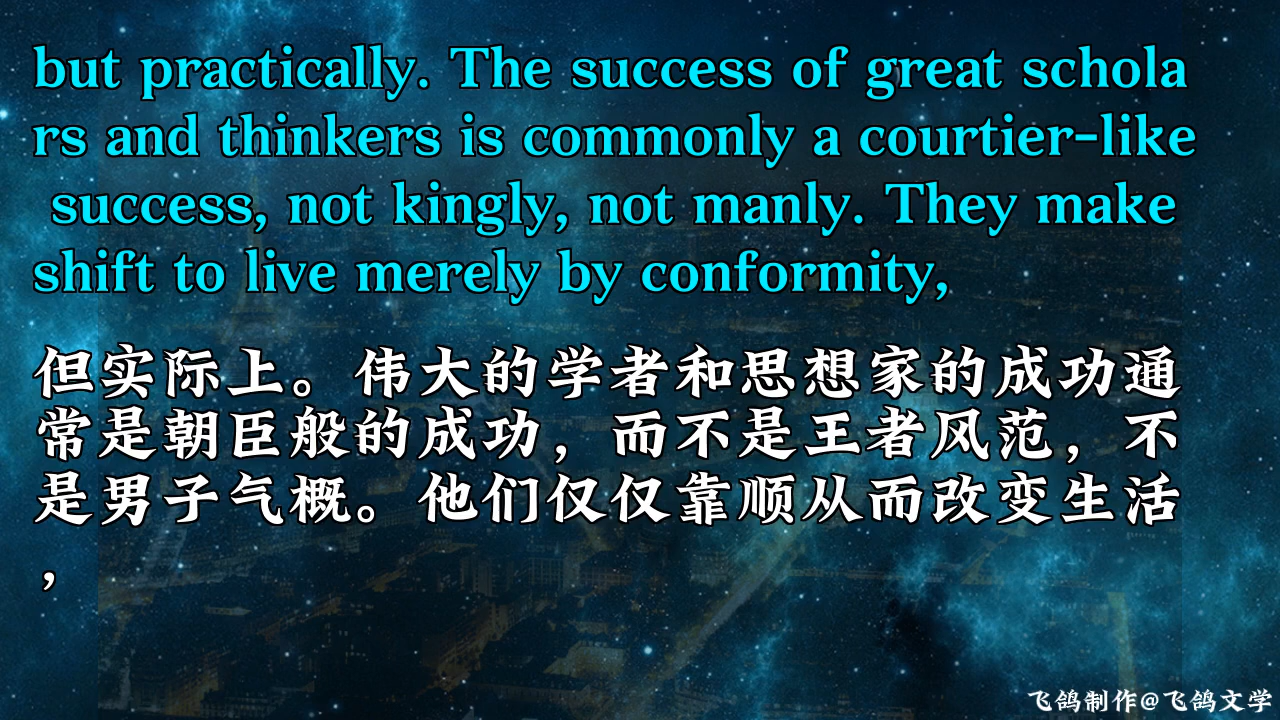 but practically. The success of great schola
rs and thinkers is commonly a courtier-like
success, not kingly, not manly. They make
shift to live merely by conformity,
但实际上。伟大的学者和思想家的成功通
常是朝臣般的成功，而不是王者风范，不
是男子气概。他们仅仅靠顺从而改变生活
，
飞鸽制作@飞鸽文学